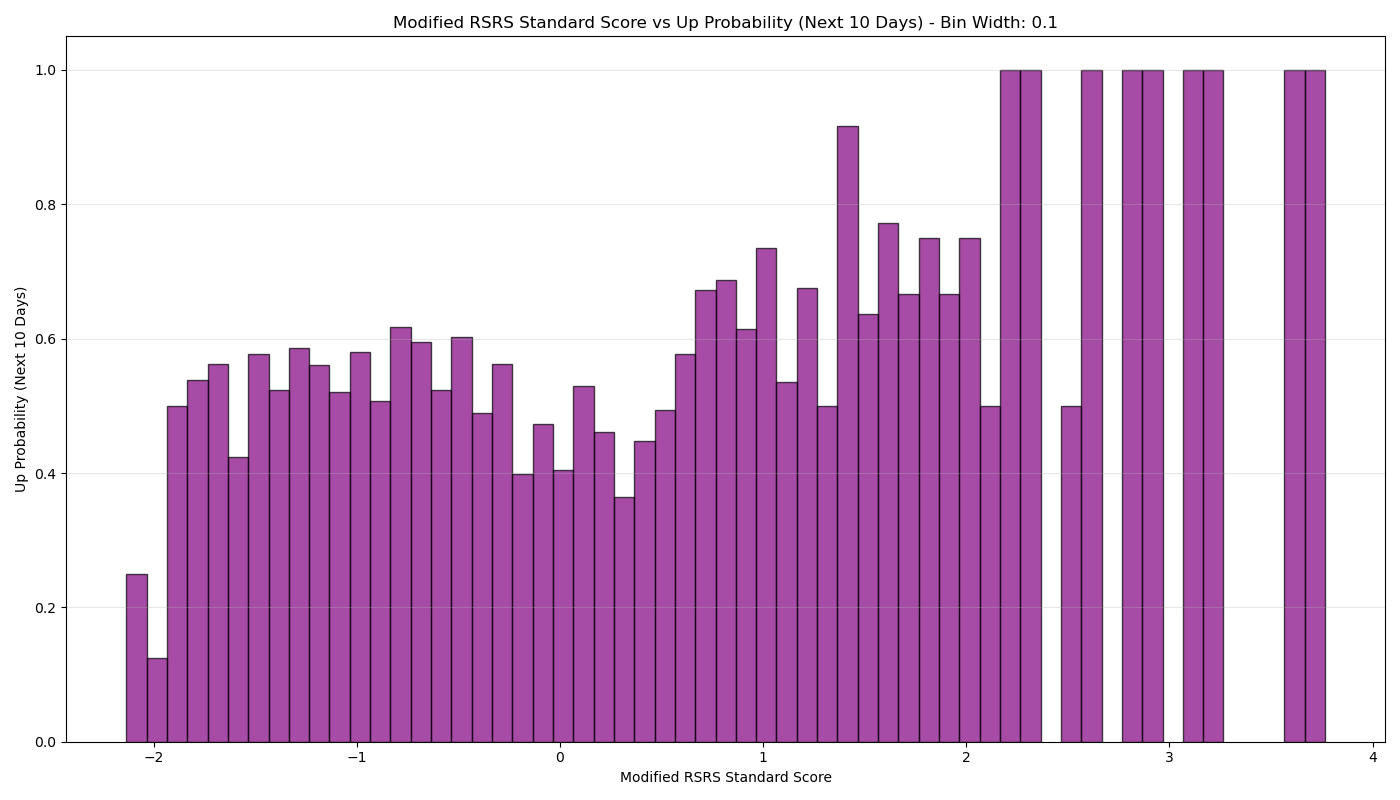 Modified RSRS Standard Score vs Up Probability (Next 10 Days) - Bin Width: 0.1
Up Probability (Next 10 Days)
1.0
0.8
0.6
0.4
0.2
0.0
−2 −1 0 1 2 3 4
Modified RSRS Standard Score